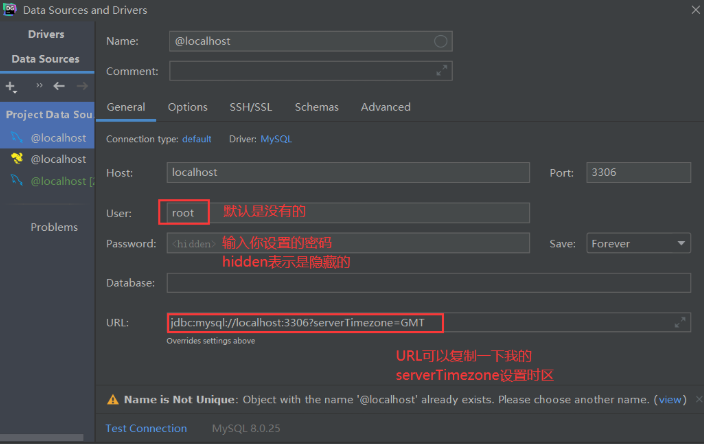 DG Data Sources and Drivers
Drivers
Data Sources
Project Data Sou
@localhost
@localhost
@localhost [2
Problems
Name: @localhost
Comment:
General Options SSH/SSL Schemas Advanced
Connection type: default Driver: MySQL
Host: localhost Port: 3306
User: root 默认是没有的
Password: <hidden> 输入你设置的密码 Save: Forever
hidden表示是隐藏的
Database:
URL: jdbc:mysql://localhost:3306?serverTimezone=GMT
Overrides settings above
URL可以复制一下我的
serverTimezone设置时区
Name is Not Unique: Object with the name '@localhost' already exists. Please choose another name. (view)
Test Connection MySQL 8.0.25